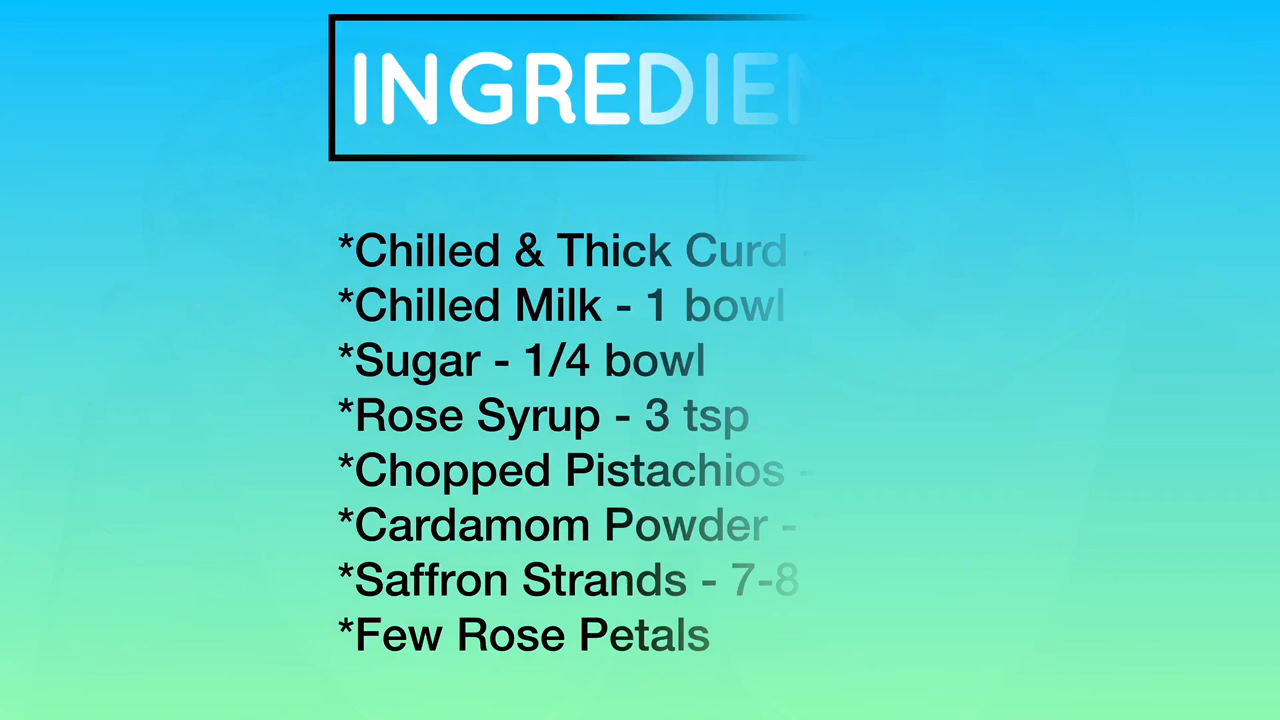 INGREDIEN
*Chilled & Thick Curd -
*Chilled Milk - 1 bowl
*Sugar - 1/4 bowl
*Rose Syrup - 3 tsp
*Chopped Pistachios -
*Cardamom Powder -
*Saffron Strands - 7-8
*Few Rose Petals